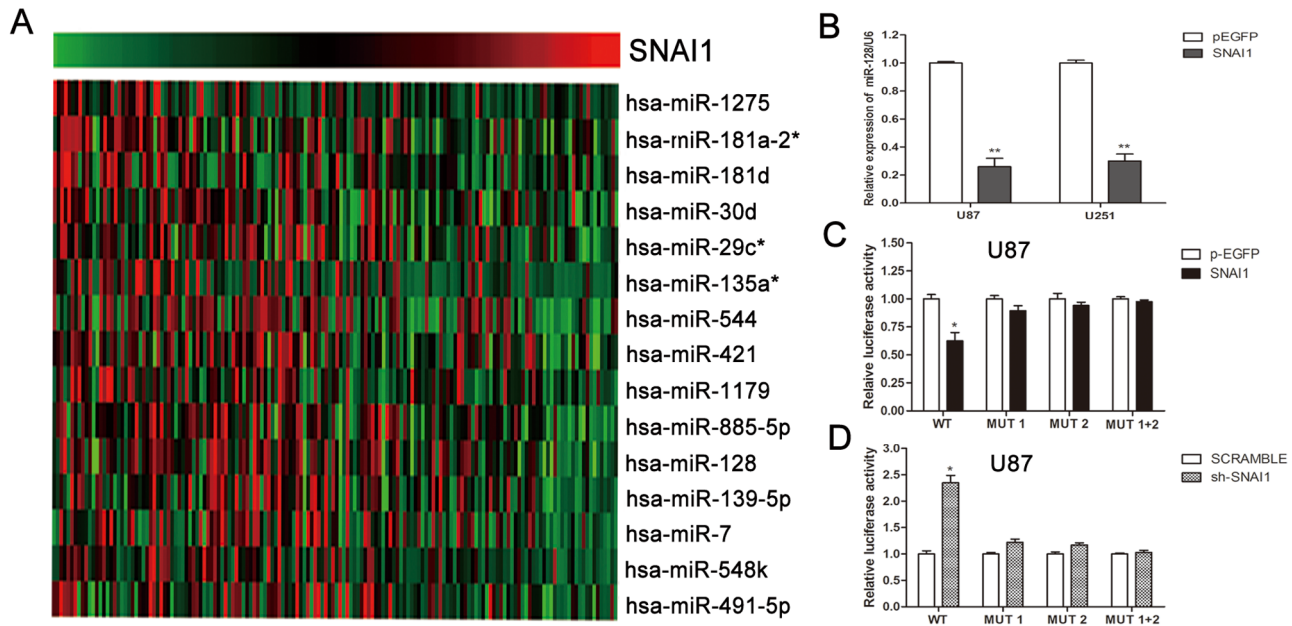 A
SNAI1
hsa-miR-1275
hsa-miR-181a-2*
hsa-miR-181d
hsa-miR-30d
hsa-miR-29c*
hsa-miR-135a*
hsa-miR-544
hsa-miR-421
hsa-miR-1179
hsa-miR-885-5p
hsa-miR-128
hsa-miR-139-5p
hsa-miR-7
hsa-miR-548k
hsa-miR-491-5p
B
Relative expression of miR-128/U6
1.2
1.0
0.8
0.6
0.4
0.2
0.0
**
**
U87
U251
pEGFP
SNAI1
C
U87
Relaive luciferase activity
1.50
1.25
1.00
0.75
0.50
0.25
0.00
*
WT
MUT 1
MUT 2
MUT 1+2
p-EGFP
SNAI1
D
U87
Relative luciferase activity
3.0
2.5
2.0
1.5
1.0
0.5
0.0
*
WT
MUT 1
MUT 2
MUT 1+2
SCRAMBLE
sh-SNAI1